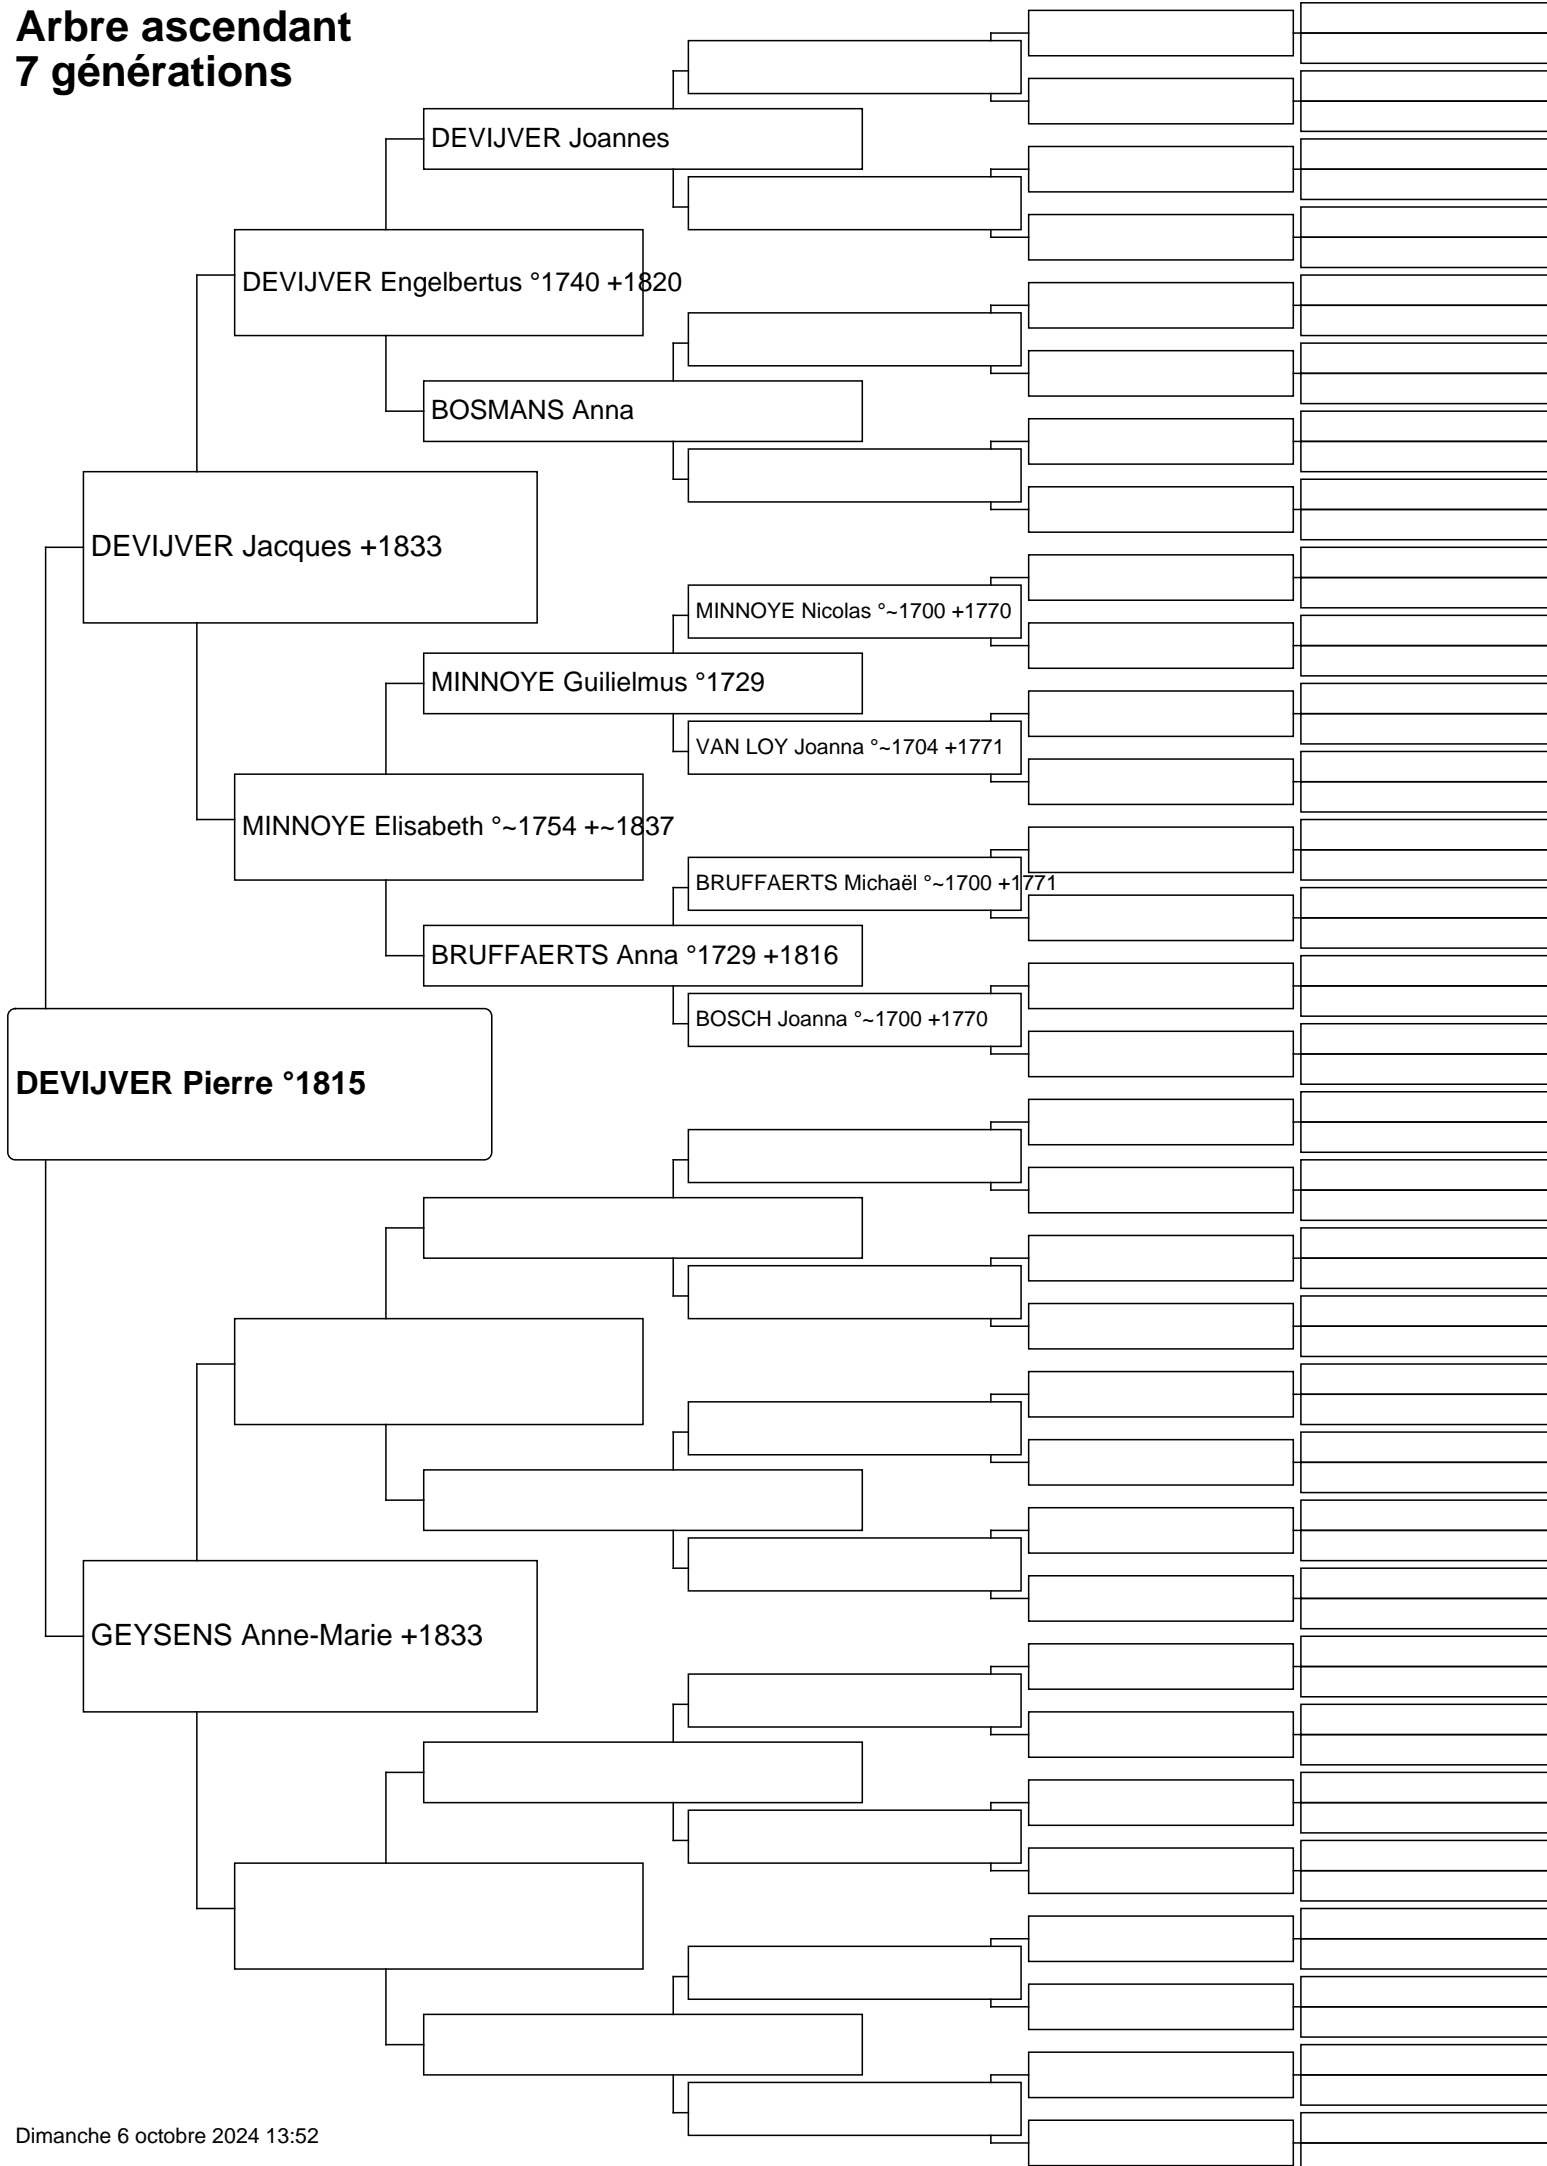 Arbre ascendant
7 générations
DEVIJVER Joannes
DEVIJVER Engelbertus °1740 +1820
BOSMANS Anna
DEVIJVER Jacques +1833
MINNOYE Nicolas °~1700 +1770
MINNOYE Guilielmus °1729
VAN LOY Joanna °~1704 +1771
MINNOYE Elisabeth °~1754 +~1837
BRUFFAERTS Michaël °~1700 +1771
BRUFFAERTS Anna °1729 +1816
BOSCH Joanna °~1700 +1770
DEVIJVER Pierre °1815
GEYSENS Anne-Marie +1833
Dimanche 6 octobre 2024 13:52